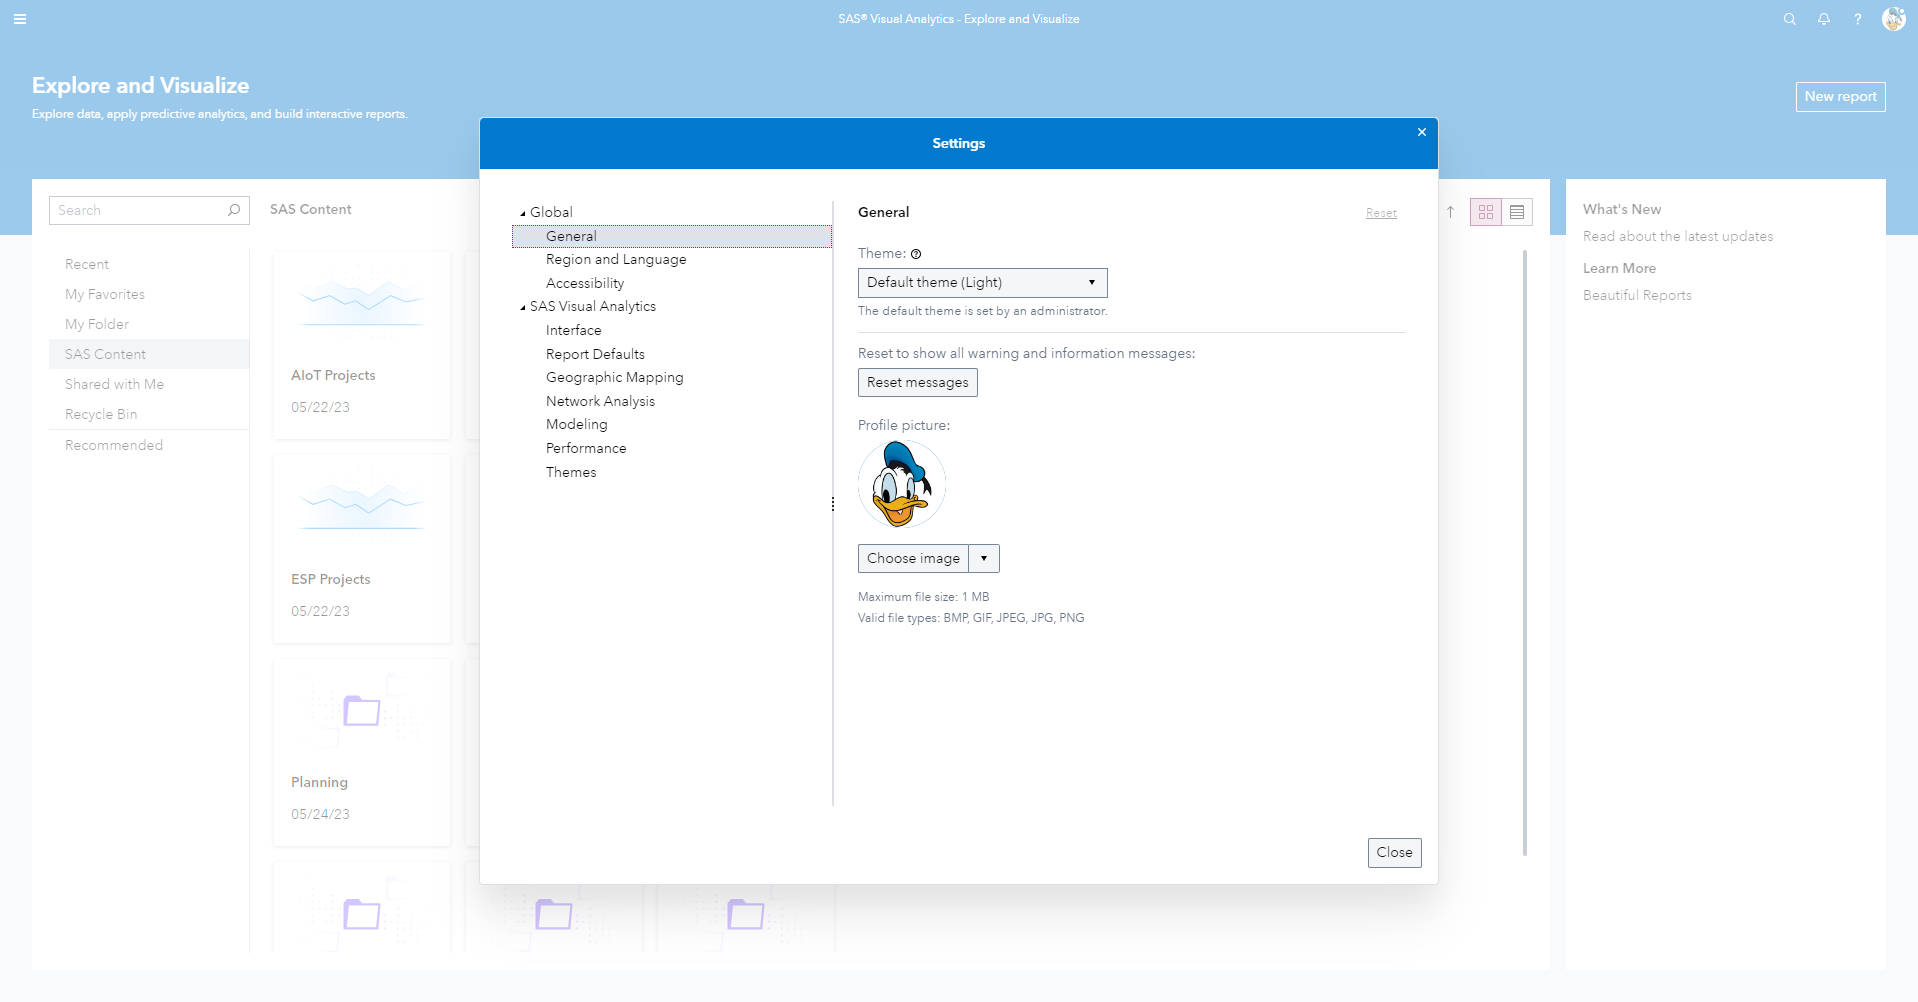 SAS® Visual Analytics - Explore and Visualize
?
Explore and Visualize
Explore data, apply predictive analytics, and build interactive reports.
New report
Settings
Search
SAS Content
Recent
My Favorites
My Folder
SAS Content
Shared with Me
Recycle Bin
Recommended
AIoT Projects
05/22/23
ESP Projects
05/22/23
Planning
05/24/23
Global
General
Region and Language
Accessibility
SAS Visual Analytics
Interface
Report Defaults
Geographic Mapping
Network Analysis
Modeling
Performance
Themes
General
Reset
Theme:
Default theme (Light)
The default theme is set by an administrator.
Reset to show all warning and information messages:
Reset messages
Profile picture:
Choose image
Maximum file size: 1 MB
Valid file types: BMP, GIF, JPEG, JPG, PNG
Close
What's New
Read about the latest updates
Learn More
Beautiful Reports